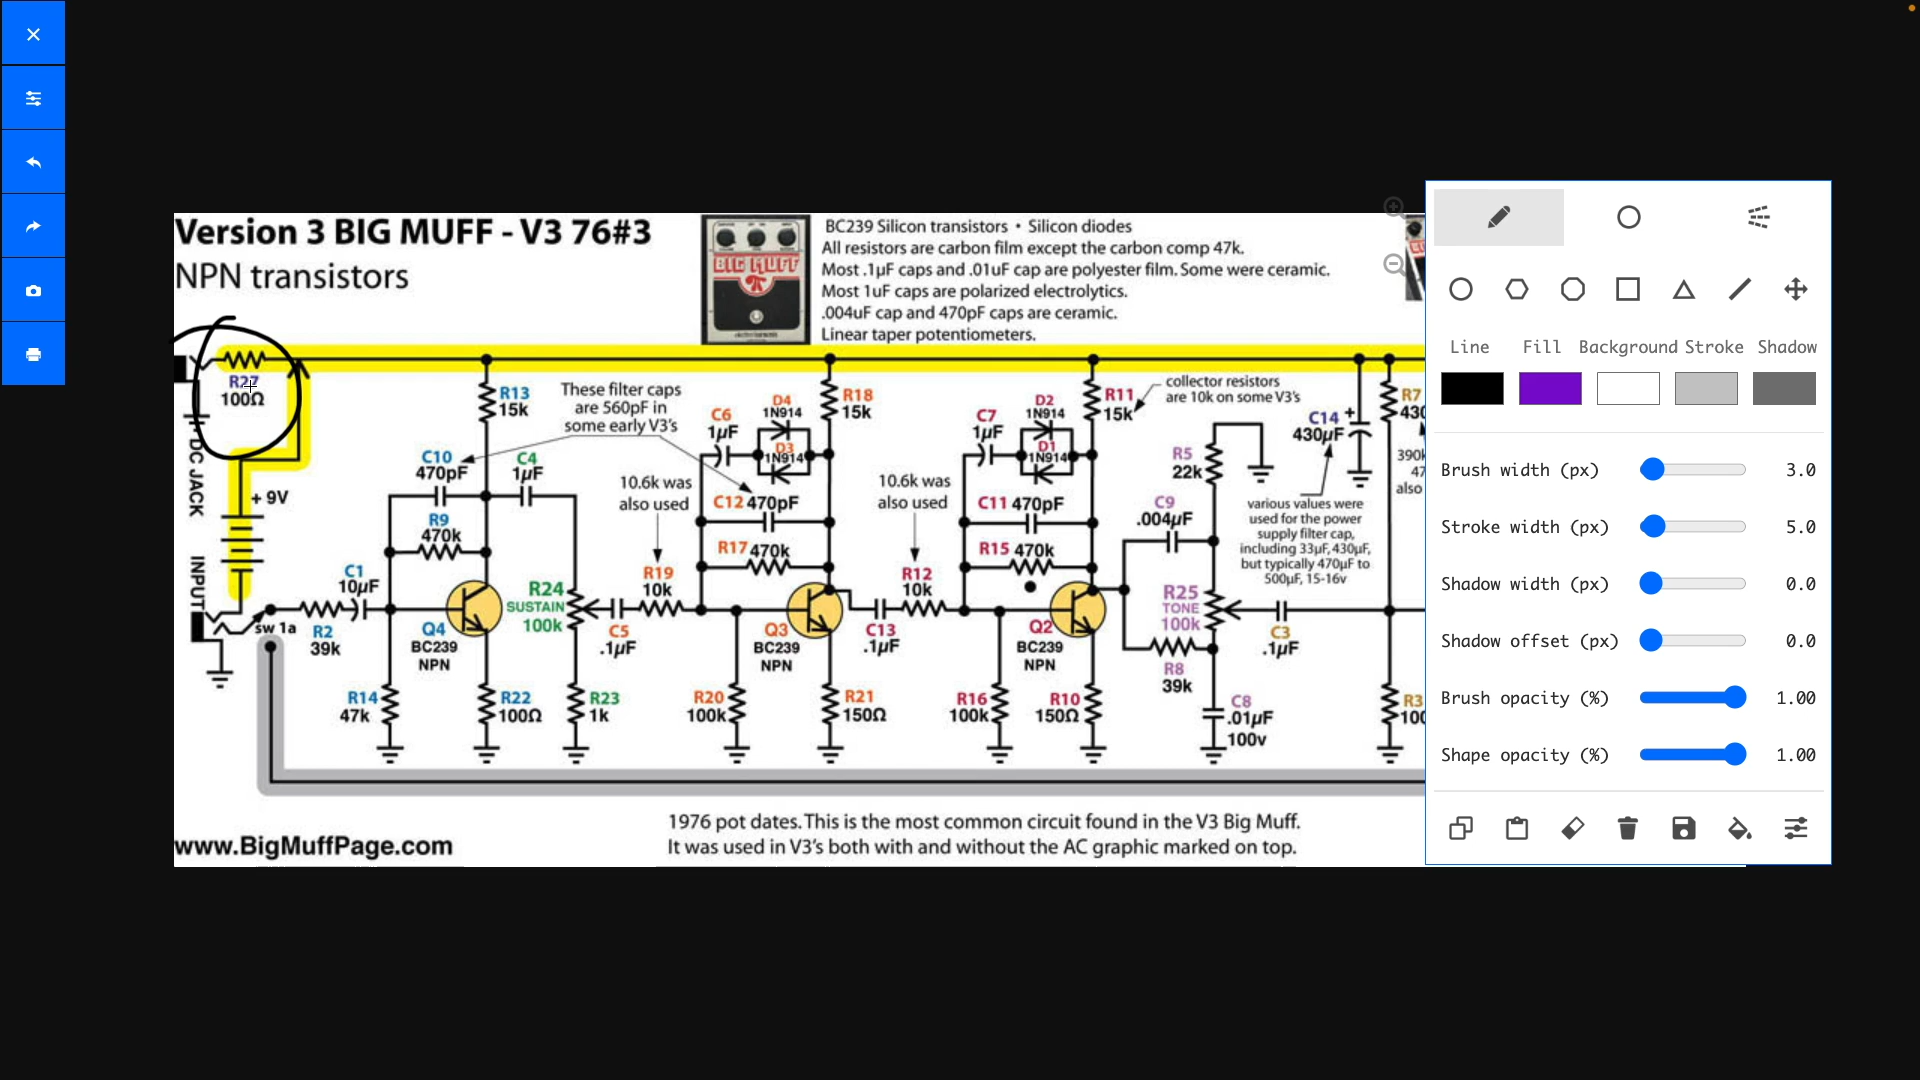 Version 3 BIG MUFF - V3 76#3
NPN transistors
BIG MUFF
π
BC239 Silicon transistors • Silicon diodes
All resistors are carbon film except the carbon comp 47k.
Most .1µF caps and .01uF cap are polyester film. Some were ceramic.
Most 1uF caps are polarized electrolytics.
.004uF cap and 470pF caps are ceramic.
Linear taper potentiometers.
R27
100Ω
DC JACK
+ 9V
INPUT
sw 1a
R2
39k
C1
10µF
R14
47k
C10
470pF
R9
470k
Q4
BC239
NPN
R13
15k
C4
1µF
R22
100Ω
These filter caps
are 560pF in
some early V3's
R24
SUSTAIN
100k
R23
1k
C5
.1µF
10.6k was
also used
R19
10k
C6
1µF
D4
1N914
D3
1N914
C12 470pF
R17 470k
R18
15k
Q3
BC239
NPN
R20
100k
R21
150Ω
C13
.1µF
10.6k was
also used
R12
10k
C7
1µF
D2
1N914
D1
1N914
C11 470pF
R15 470k
R11
15k
collector resistors
are 10k on some V3's
Q2
BC239
NPN
R16
100k
R10
150Ω
R5
22k
C9
.004µF
R25
TONE
100k
R8
39k
C8
.01µF
100v
C3
.1µF
C14 +
430µF
various values were
used for the power
supply filter cap,
including 33µF, 430µF,
but typically 470µF to
500µF, 15-16v
R7
430
390k
47
also
R3
100
www.BigMuffPage.com
1976 pot dates. This is the most common circuit found in the V3 Big Muff.
It was used in V3's both with and without the AC graphic marked on top.
Line Fill Background Stroke Shadow
Brush width (px) 3.0
Stroke width (px) 5.0
Shadow width (px) 0.0
Shadow offset (px) 0.0
Brush opacity (%) 1.00
Shape opacity (%) 1.00